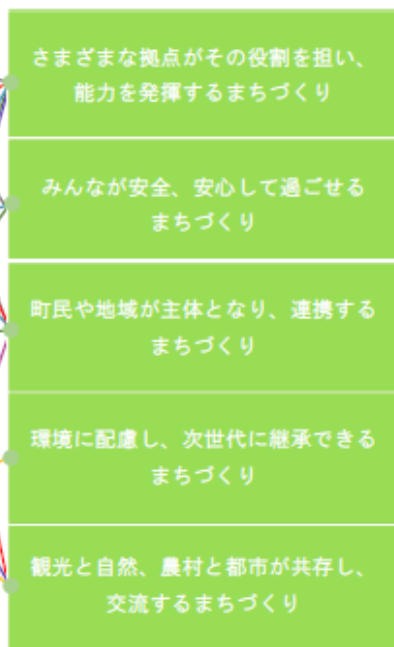 さまざまな拠点がその役割を担い、
能力を発揮するまちづくり
みんなが安全、安心して過ごせる
まちづくり
町民や地域が主体となり、連携する
まちづくり
環境に配慮し、次世代に継承できる
まちづくり
観光と自然、農村と都市が共存し、
交流するまちづくり